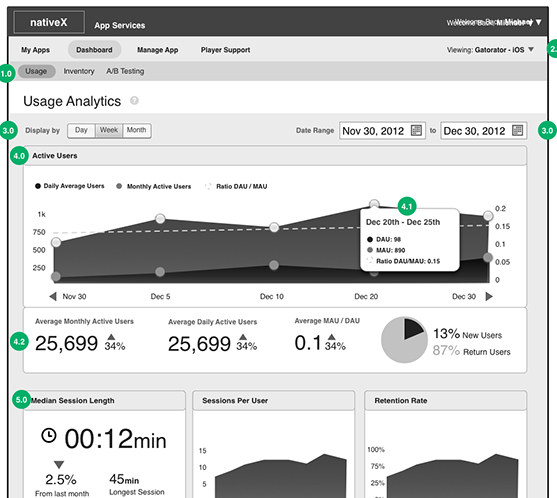 nativeX App Services
My Apps Dashboard Manage App Player Support Viewing: Gatorator - iOS 2.
1.0 Usage Inventory A/B Testing
Usage Analytics ?
3.0 Display by Day Week Month Date Range Nov 30, 2012 to Dec 30, 2012 3.0
4.0 Active Users
Daily Average Users Monthly Active Users Ratio DAU / MAU
4.1
Dec 20th - Dec 25th
DAU: 98
MAU: 890
Ratio DAU/MAU: 0.15
1k 0.2
750 0.15
500 0.1
250 0.05
0
Nov 30 Dec 5 Dec 10 Dec 20 Dec 30
4.2
Average Monthly Active Users Average Daily Active Users Average MAU / DAU
25,699 34% 25,699 34% 0.1 34%
13% New Users
87% Return Users
5.0 Median Session Length
00:12min
2.5% 45min
From last month Longest Session
Sessions Per User
15
10
5
Retention Rate
100%
75%
50%
25%